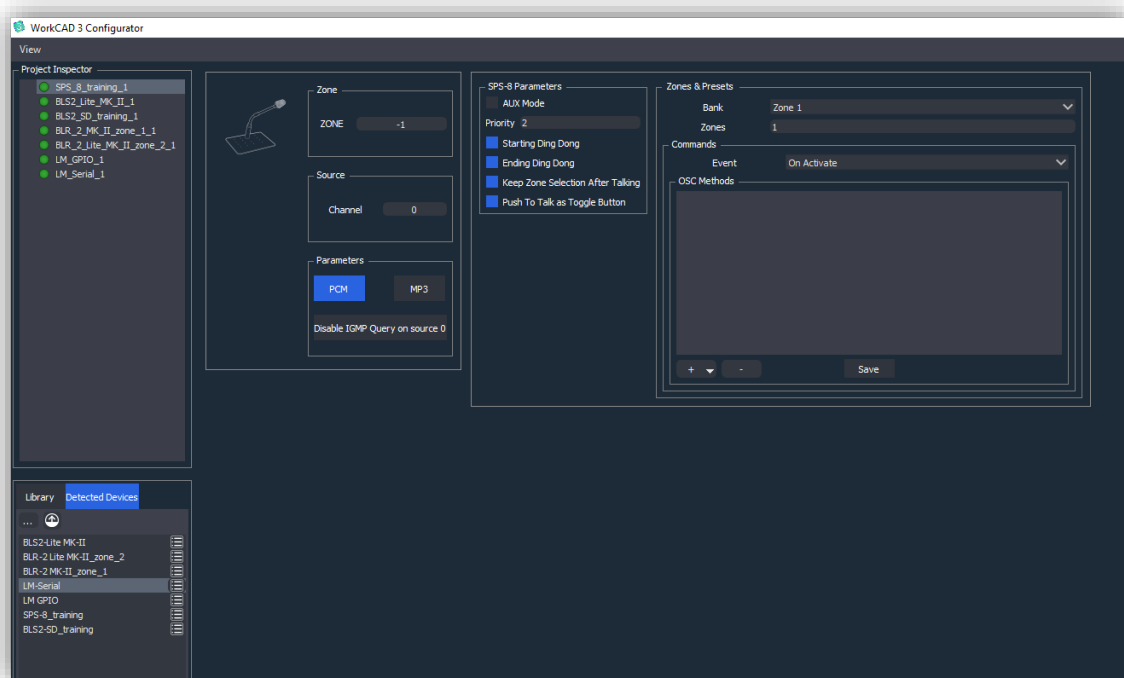 WorkCAD 3 Configurator
View
Project Inspector
SPS_8_training_1
BLS2_Lite_MK_II_1
BLS2_SD_training_1
BLR_2_MK_II_zone_1_1
BLR_2_Lite_MK_II_zone_2_1
LM_GPIO_1
LM_Serial_1
Library
Detected Devices
...
BLS2-Lite MK-II
BLR-2 Lite MK-II_zone_2
BLR-2 MK-II_zone_1
LM-Serial
LM GPIO
SPS-8_training
BLS2-SD_training
Zone
ZONE -1
Source
Channel 0
Parameters
PCM MP3
Disable IGMP Query on source 0
SPS-8 Parameters
AUX Mode
Priority 2
Starting Ding Dong
Ending Ding Dong
Keep Zone Selection After Talking
Push To Talk as Toggle Button
Zones & Presets
Bank Zone 1
Zones 1
Commands
Event On Activate
OSC Methods
+ - Save